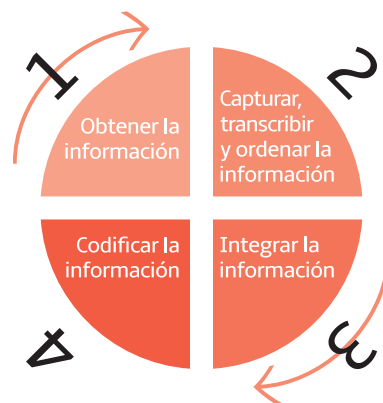 1
Obtener la
información
2
Capturar,
transcribir
y ordenar la
información
3
Integrar la
información
4
Codificar la
información